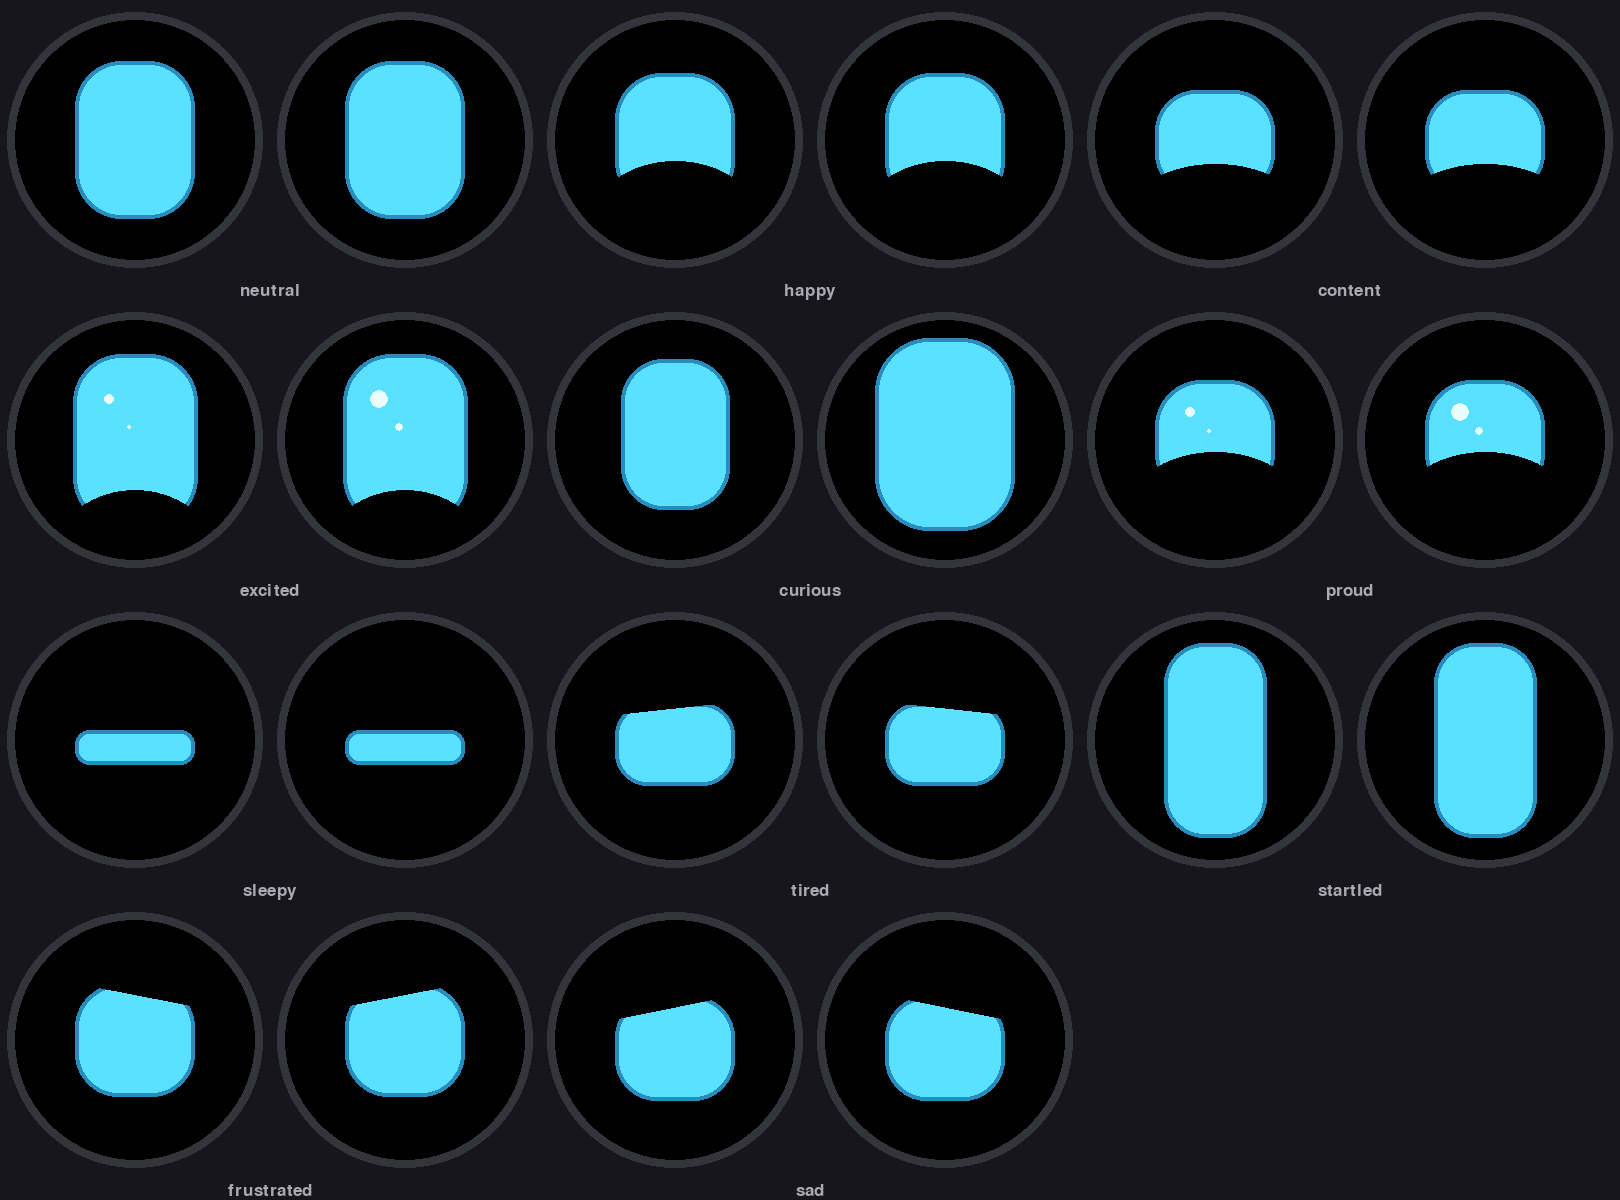 neutral
happy
content
excited
curious
proud
sleepy
tired
startled
frustrated
sad